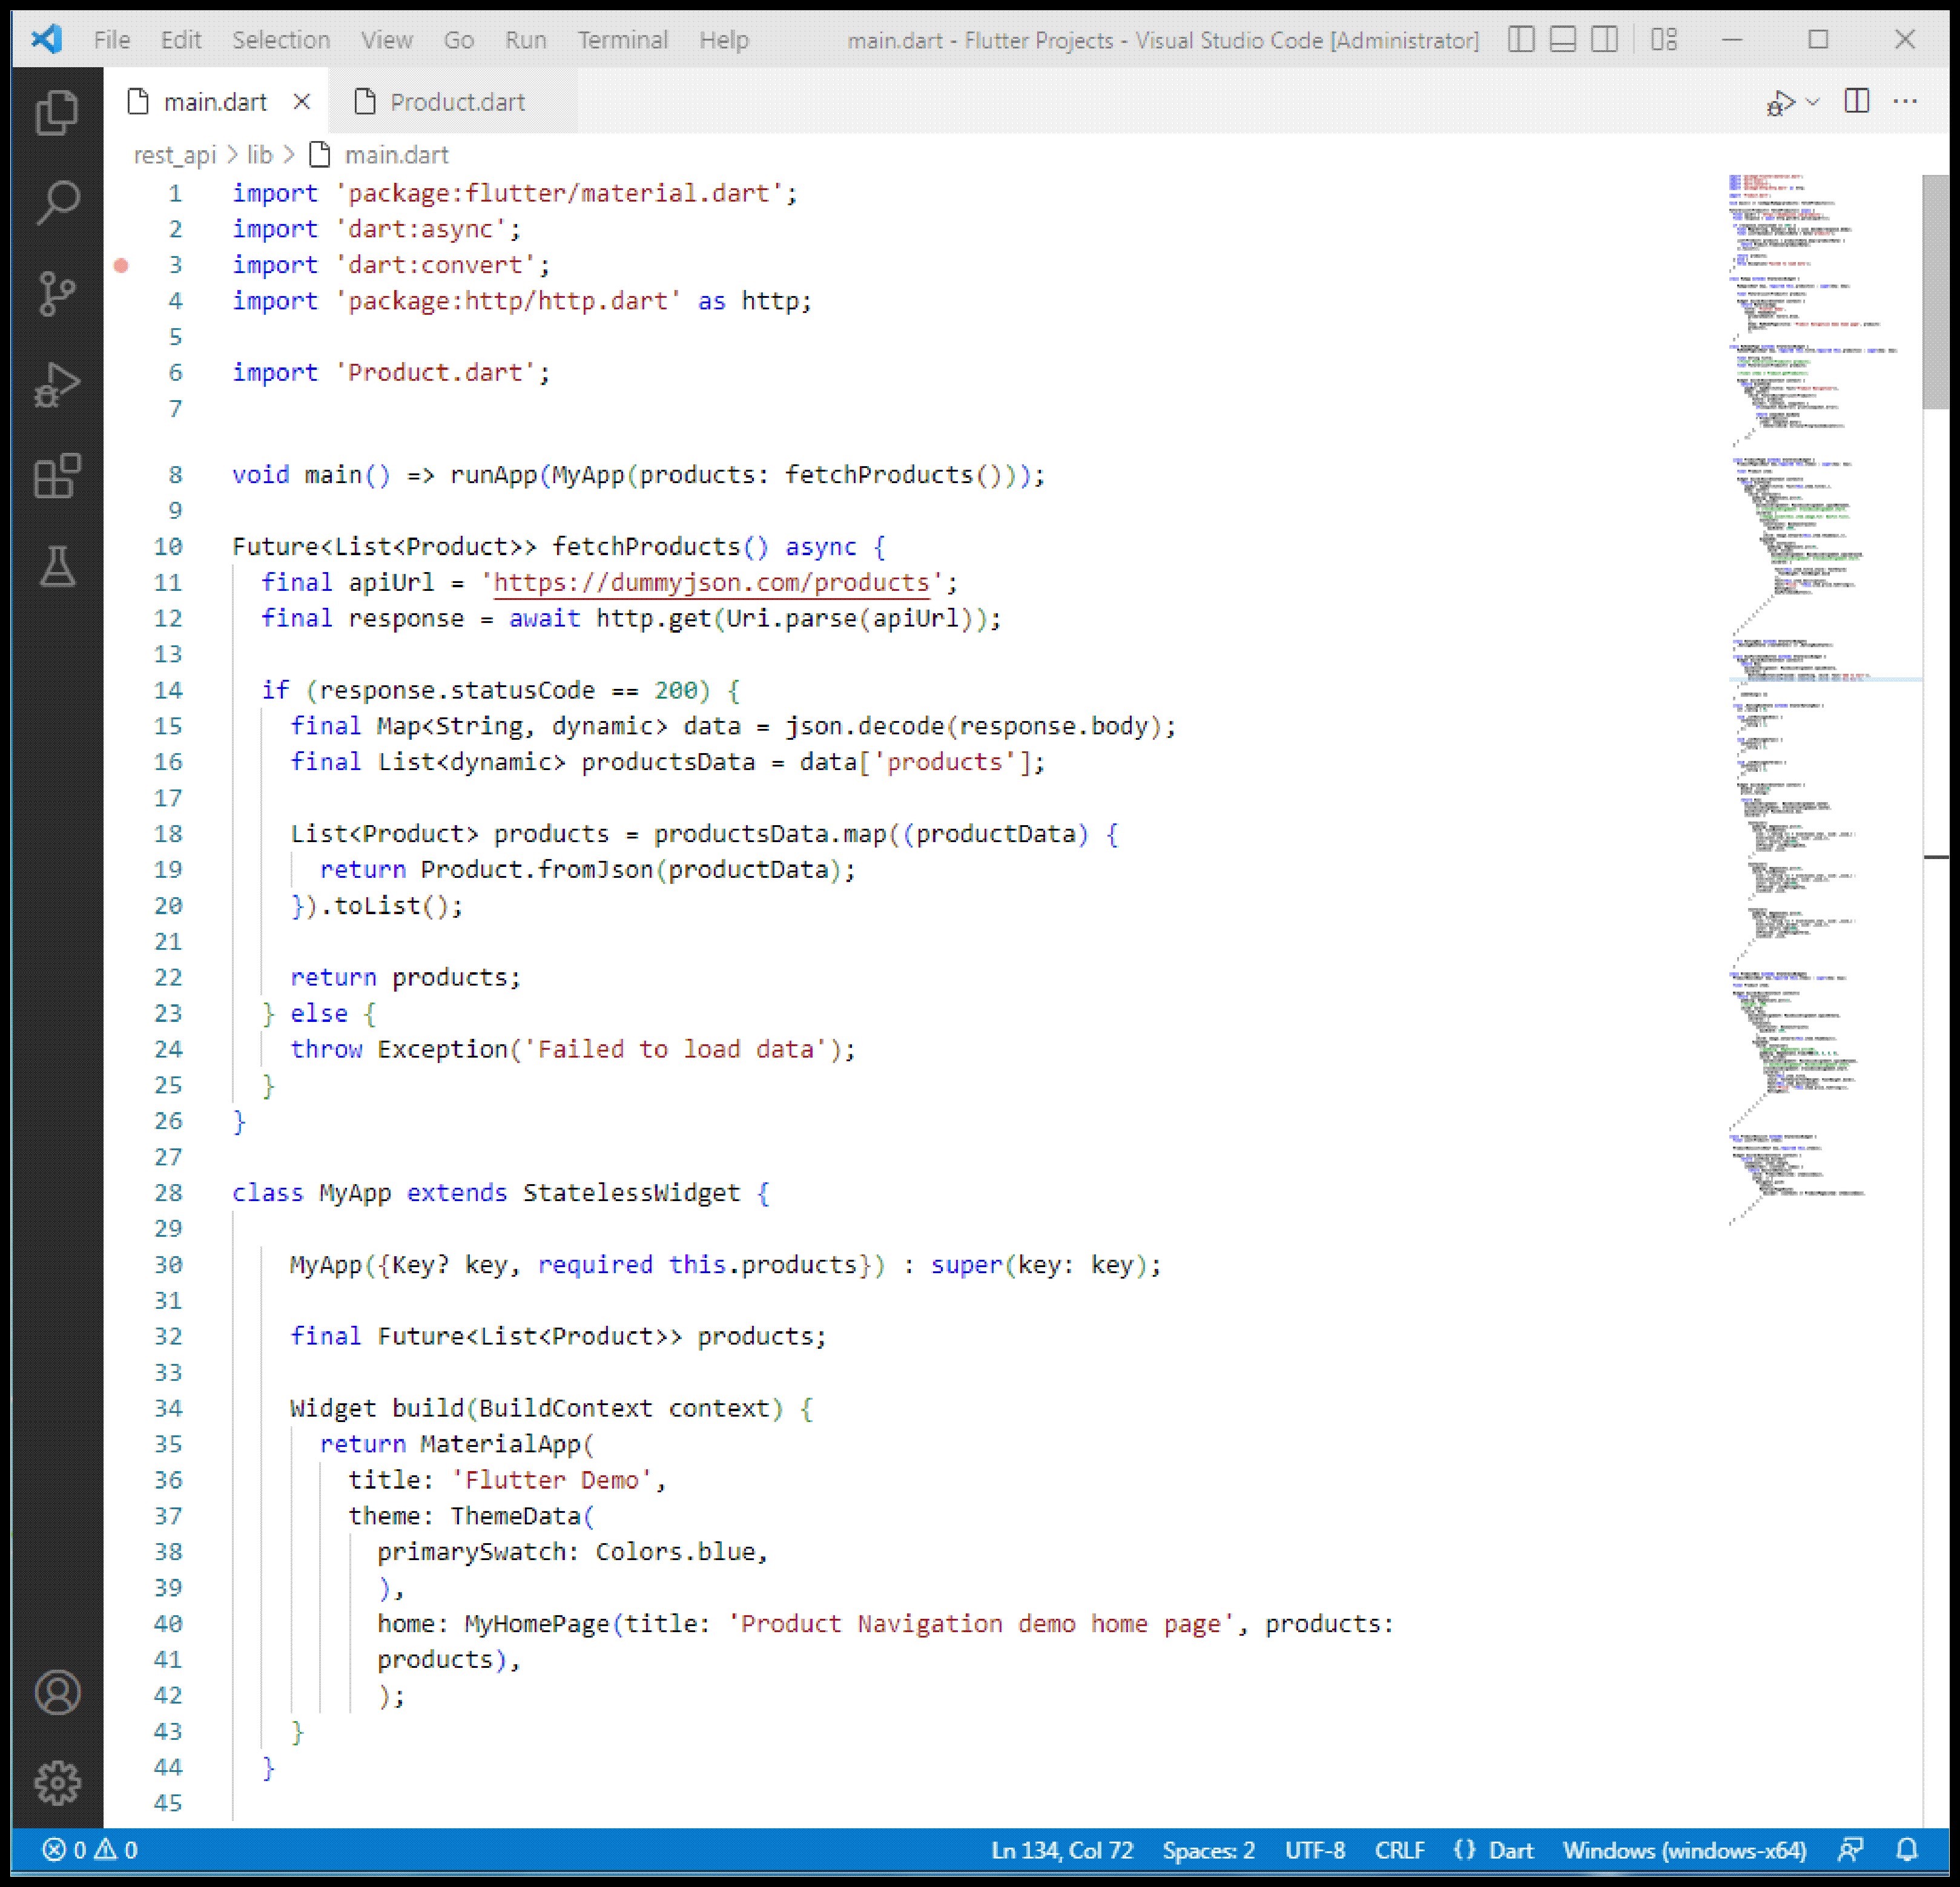 File Edit Selection View Go Run Terminal Help main.dart - Flutter Projects - Visual Studio Code [Administrator]
main.dart Product.dart
rest_api > lib > main.dart
1 import 'package:flutter/material.dart';
2 import 'dart:async';
3 import 'dart:convert';
4 import 'package:http/http.dart' as http;
5
6 import 'Product.dart';
7
8 void main() => runApp(MyApp(products: fetchProducts()));
9
10 Future<List<Product>> fetchProducts() async {
11 final apiUrl = 'https://dummyjson.com/products';
12 final response = await http.get(Uri.parse(apiUrl));
13
14 if (response.statusCode == 200) {
15 final Map<String, dynamic> data = json.decode(response.body);
16 final List<dynamic> productsData = data['products'];
17
18 List<Product> products = productsData.map((productData) {
19 return Product.fromJson(productData);
20 }).toList();
21
22 return products;
23 } else {
24 throw Exception('Failed to load data');
25 }
26 }
27
28 class MyApp extends StatelessWidget {
29
30 MyApp({Key? key, required this.products}) : super(key: key);
31
32 final Future<List<Product>> products;
33
34 Widget build(BuildContext context) {
35 return MaterialApp(
36 title: 'Flutter Demo',
37 theme: ThemeData(
38 primarySwatch: Colors.blue,
39 ),
40 home: MyHomePage(title: 'Product Navigation demo home page', products:
41 products),
42 );
43 }
44 }
45
0 0 Ln 134, Col 72 Spaces: 2 UTF-8 CRLF {} Dart Windows (windows-x64)